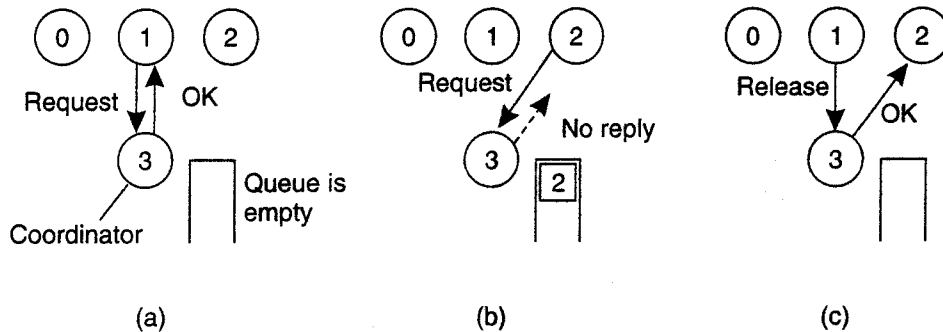 0 1 2
Request OK
3
Queue is
empty
Coordinator
(a)
0 1 2
Request
No reply
3
2
(b)
0 1 2
Release
OK
3
(c)